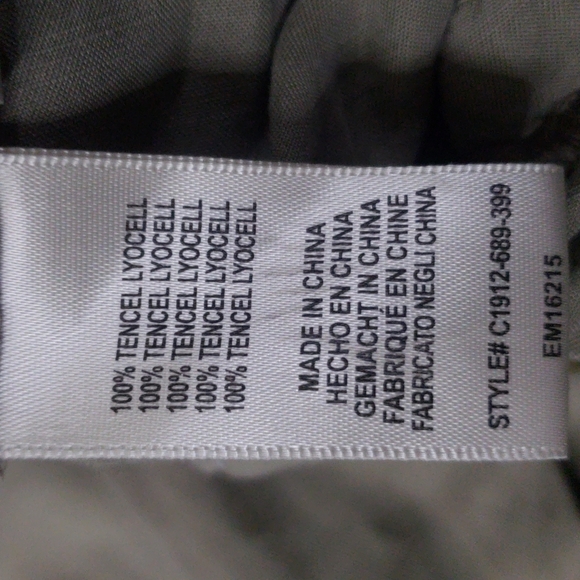 100% TENCEL LYOCELL
100% TENCEL LYOCELL
100% TENCEL LYOCELL
100% TENCEL LYOCELL
100% TENCEL LYOCELL
MADE IN CHINA
HECHO EN CHINA
GEMACHT IN CHINA
FABRIQUÉ EN CHINE
FABRICATO NEGLI CHINA
STYLE# C1912-689-399
EM16215